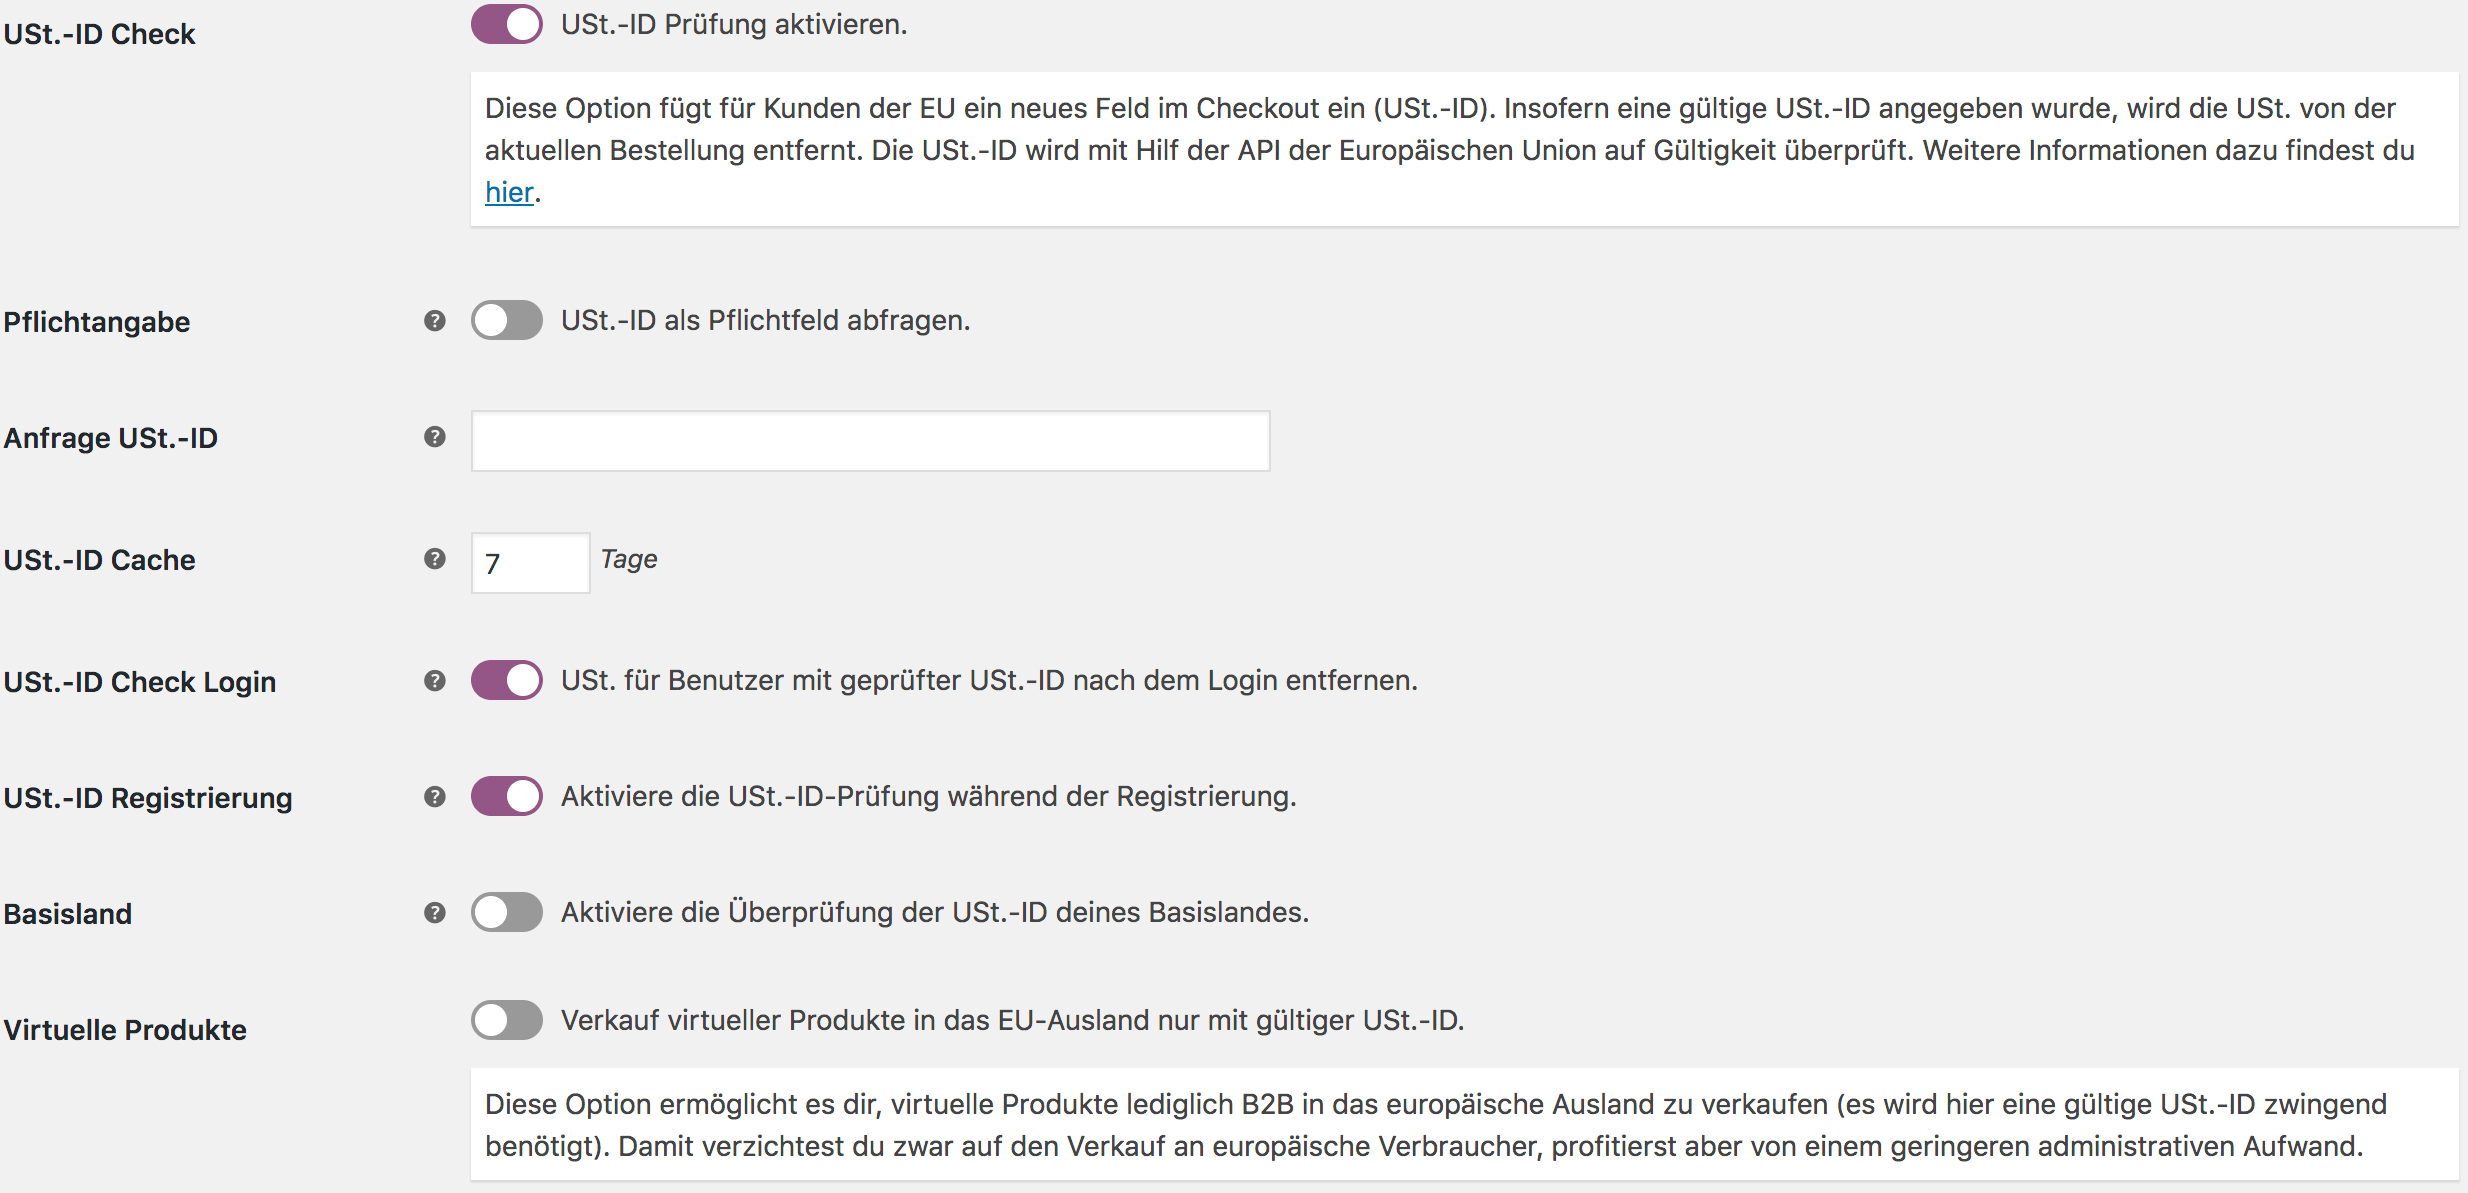 USt.-ID Check
USt.-ID Prüfung aktivieren.
Diese Option fügt für Kunden der EU ein neues Feld im Checkout ein (USt.-ID). Insofern eine gültige USt.-ID angegeben wurde, wird die USt. von der
aktuellen Bestellung entfernt. Die USt.-ID wird mit Hilf der API der Europäischen Union auf Gültigkeit überprüft. Weitere Informationen dazu findest du
hier.
Pflichtangabe
? USt.-ID als Pflichtfeld abfragen.
Anfrage USt.-ID
?
USt.-ID Cache
? 7 Tage
USt.-ID Check Login
? USt. für Benutzer mit geprüfter USt.-ID nach dem Login entfernen.
USt.-ID Registrierung
? Aktiviere die USt.-ID-Prüfung während der Registrierung.
Basisland
? Aktiviere die Überprüfung der USt.-ID deines Basislandes.
Virtuelle Produkte
Verkauf virtueller Produkte in das EU-Ausland nur mit gültiger USt.-ID.
Diese Option ermöglicht es dir, virtuelle Produkte lediglich B2B in das europäische Ausland zu verkaufen (es wird hier eine gültige USt.-ID zwingend
benötigt). Damit verzichtest du zwar auf den Verkauf an europäische Verbraucher, profitierst aber von einem geringeren administrativen Aufwand.